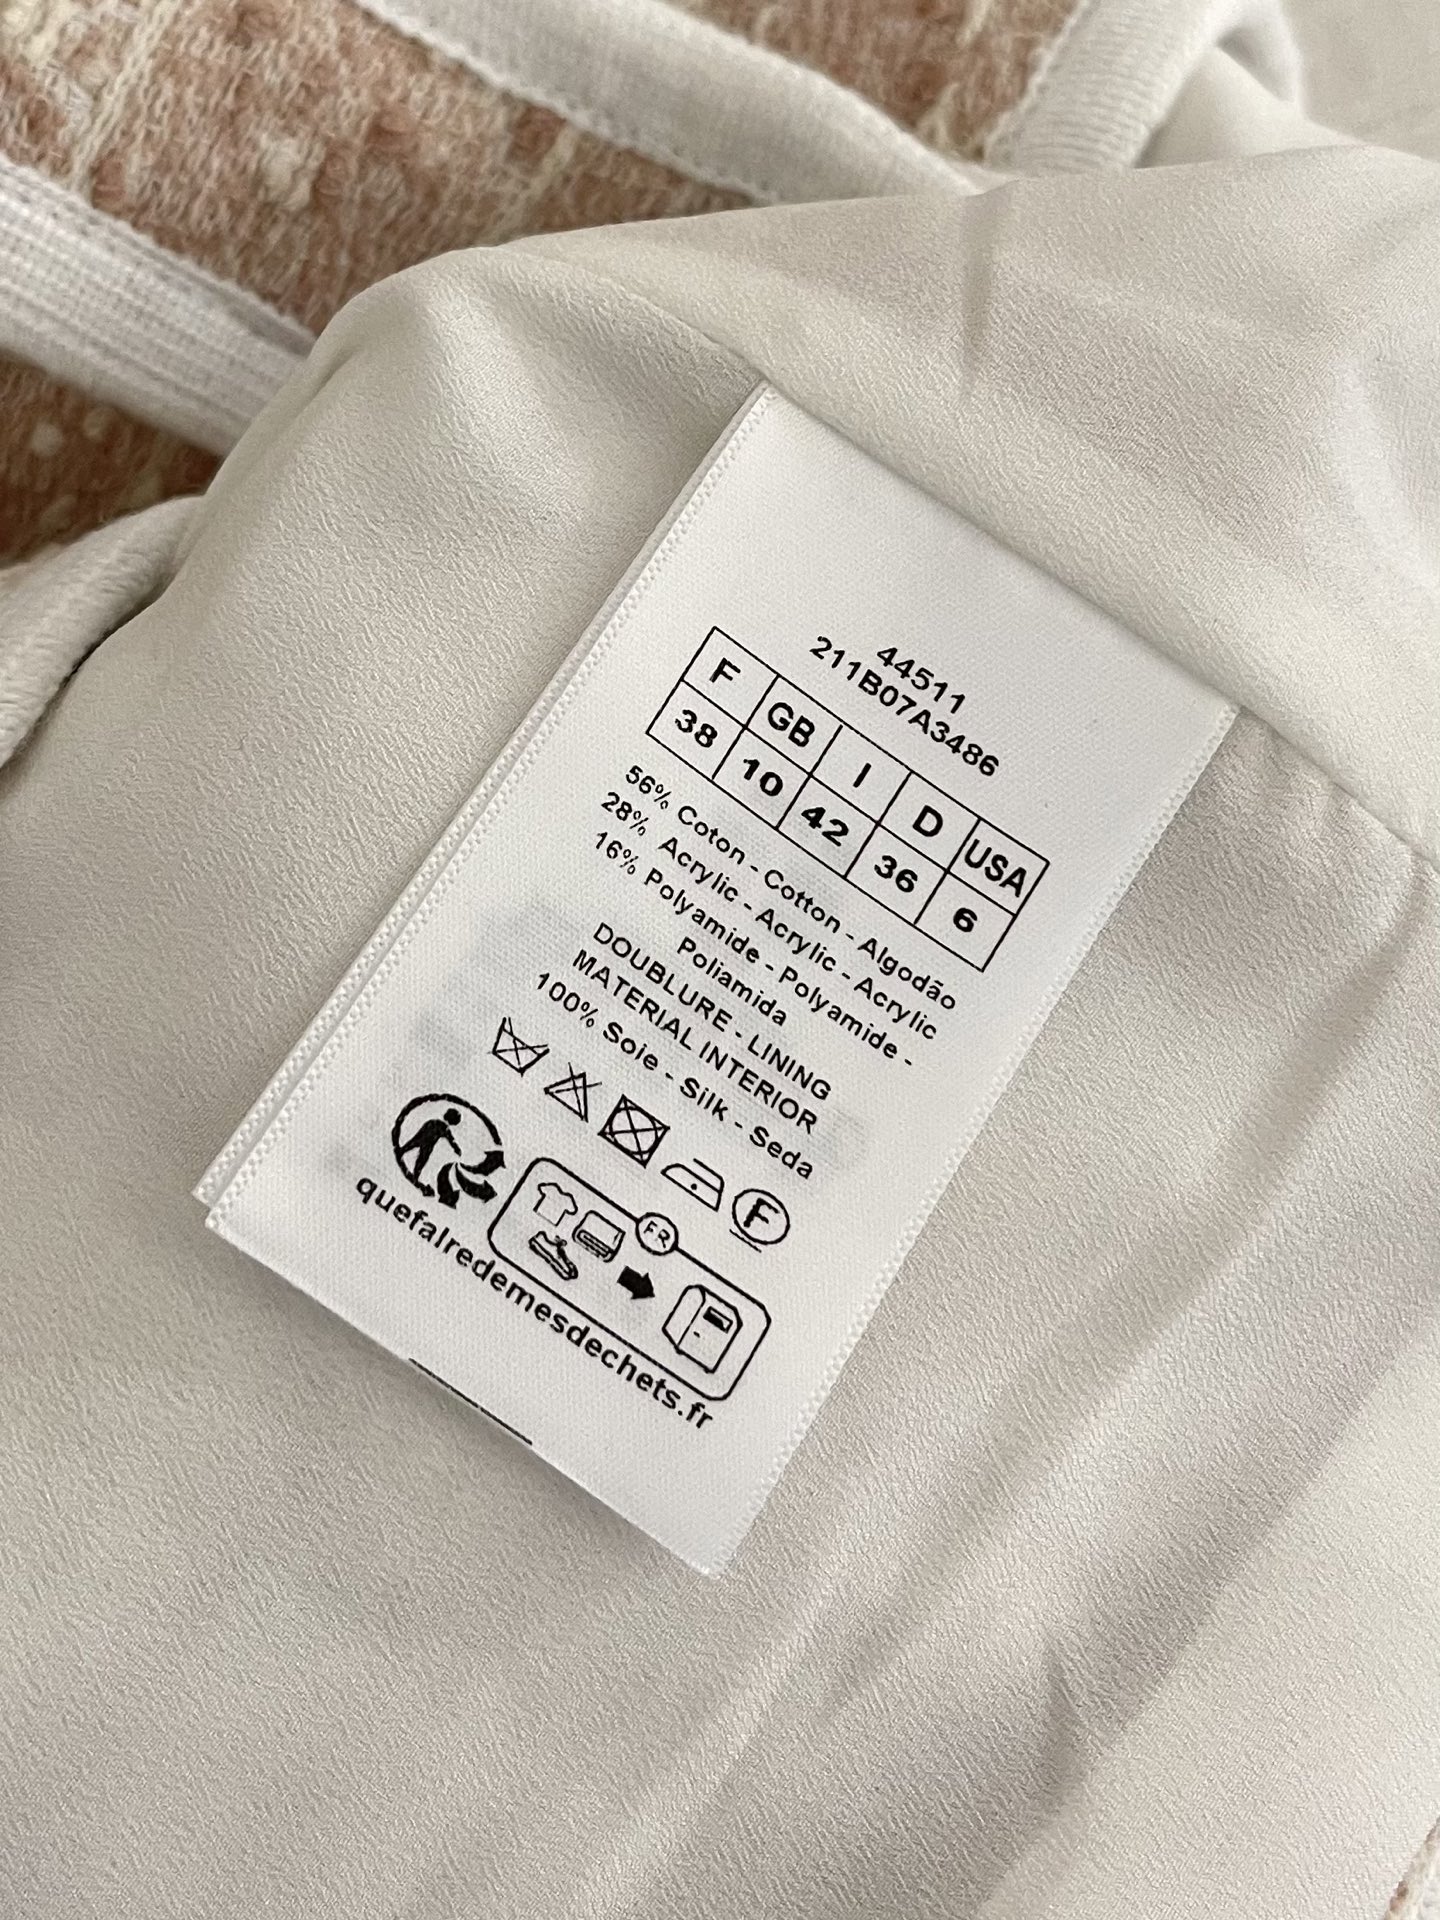 44511
211B07A3486
F GB I D USA
38 10 42 36 6
56% Coton - Cotton - Algodão
28% Acrylic - Acrylic - Acrylic
16% Polyamide - Polyamide -
Poliamida
DOUBLURE - LINING
MATERIAL INTERIOR
100% Soie - Silk - Seda
F
FR
quefairedemesdechets.fr